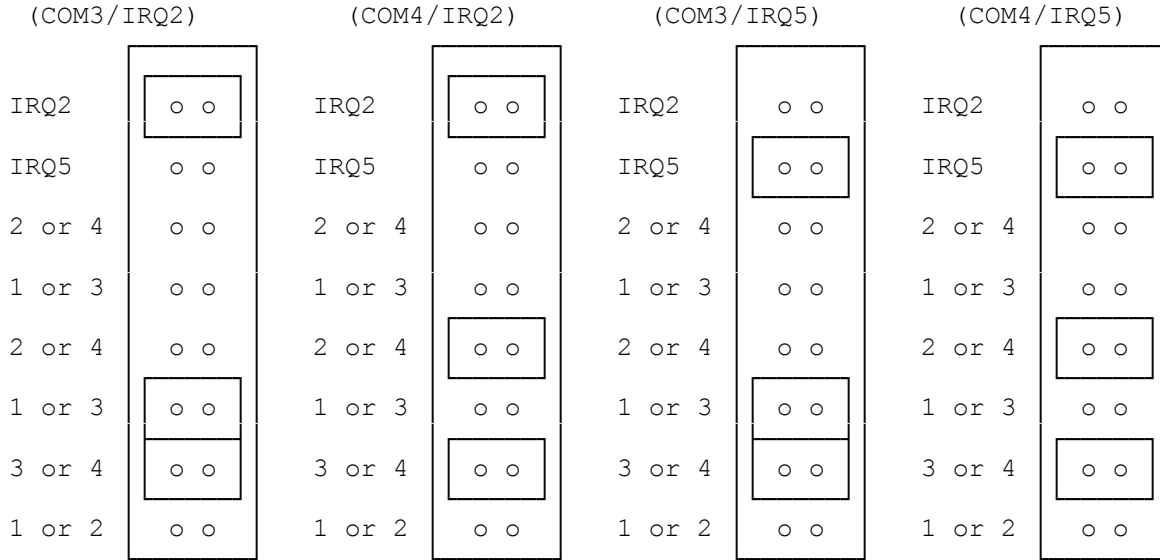 (COM3/IRQ2) (COM4/IRQ2) (COM3/IRQ5) (COM4/IRQ5)
IRQ2 IRQ2 IRQ2 IRQ2
IRQ5 IRQ5 IRQ5 IRQ5
2 or 4 2 or 4 2 or 4 2 or 4
1 or 3 1 or 3 1 or 3 1 or 3
2 or 4 2 or 4 2 or 4 2 or 4
1 or 3 1 or 3 1 or 3 1 or 3
3 or 4 3 or 4 3 or 4 3 or 4
1 or 2 1 or 2 1 or 2 1 or 2